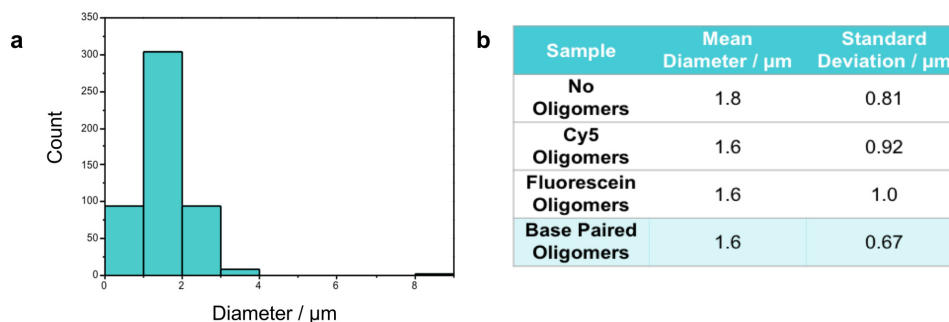 a
350
300
250
200
150
100
50
0
0
2
4
6
8
Count
Diameter / μm
b
Sample
Mean
Diameter / μm
Standard
Deviation / μm
No
Oligomers
1.8
0.81
Cy5
Oligomers
1.6
0.92
Fluorescein
Oligomers
1.6
1.0
Base Paired
Oligomers
1.6
0.67